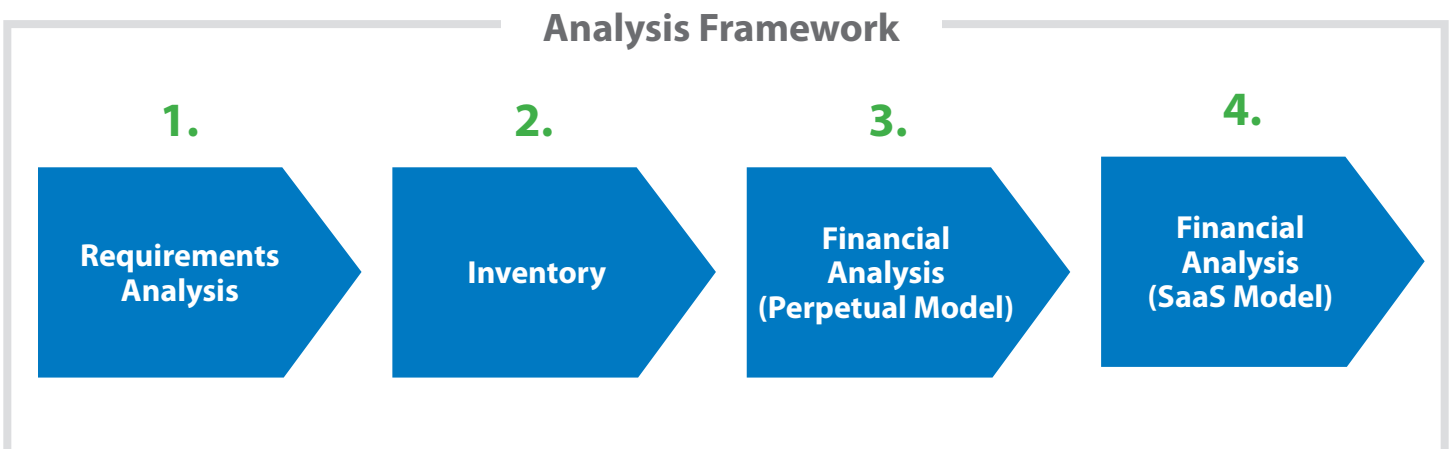 Analysis Framework
1.
Requirements
Analysis
2.
Inventory
3.
Financial
Analysis
(Perpetual Model)
4.
Financial
Analysis
(SaaS Model)